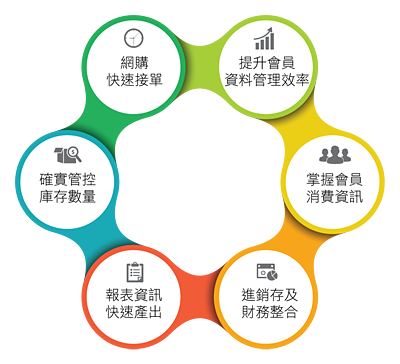 網購
快速接單
提升會員
資料管理效率
掌握會員
消費資訊
進銷存及
財務整合
報表資訊
快速產出
確實管控
庫存數量